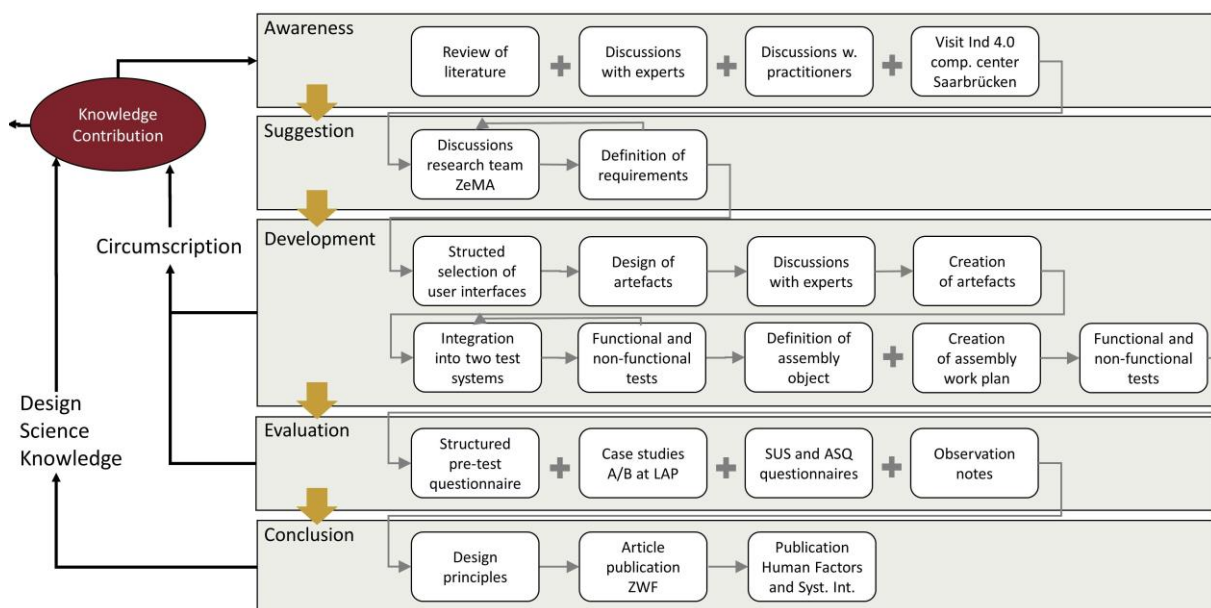 Awareness
Review of
literature
Discussions
with experts
Discussions w.
practitioners
Visit Ind 4.0
comp. center
Saarbrücken
Knowledge
Contribution
Suggestion
Discussions
research team
ZeMA
Definition of
requirements
Circumscription
Development
Structed
selection of
user interfaces
Design of
artefacts
Discussions
with experts
Creation
of artefacts
Integration
into two test
systems
Functional and
non-functional
tests
Definition of
assembly
object
Creation
of assembly
work plan
Functional and
non-functional
tests
Design
Science
Knowledge
Evaluation
Structured
pre-test
questionnaire
Case studies
A/B at LAP
SUS and ASQ
questionnaires
Observation
notes
Conclusion
Design
principles
Article
publication
ZWF
Publication
Human Factors
and Syst. Int.